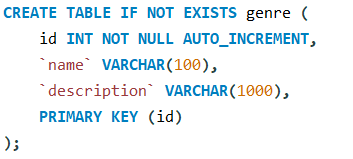 CREATE TABLE IF NOT EXISTS genre (
    id INT NOT NULL AUTO_INCREMENT,
    `name` VARCHAR(100),
    `description` VARCHAR(1000),
    PRIMARY KEY (id)
);